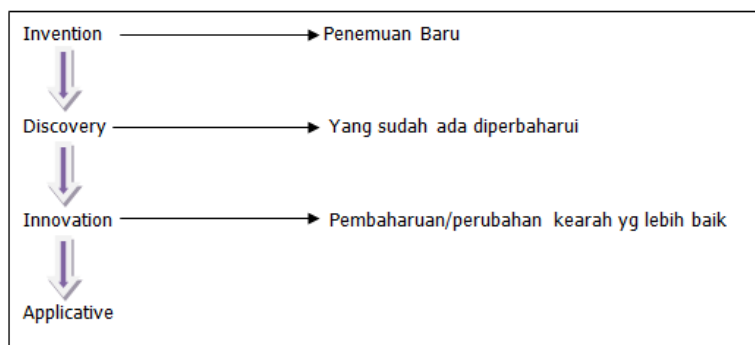 Invention Penemuan Baru
Discovery Yang sudah ada diperbaharui
Innovation Pembaharuan/perubahan kearah yg lebih baik
Applicative